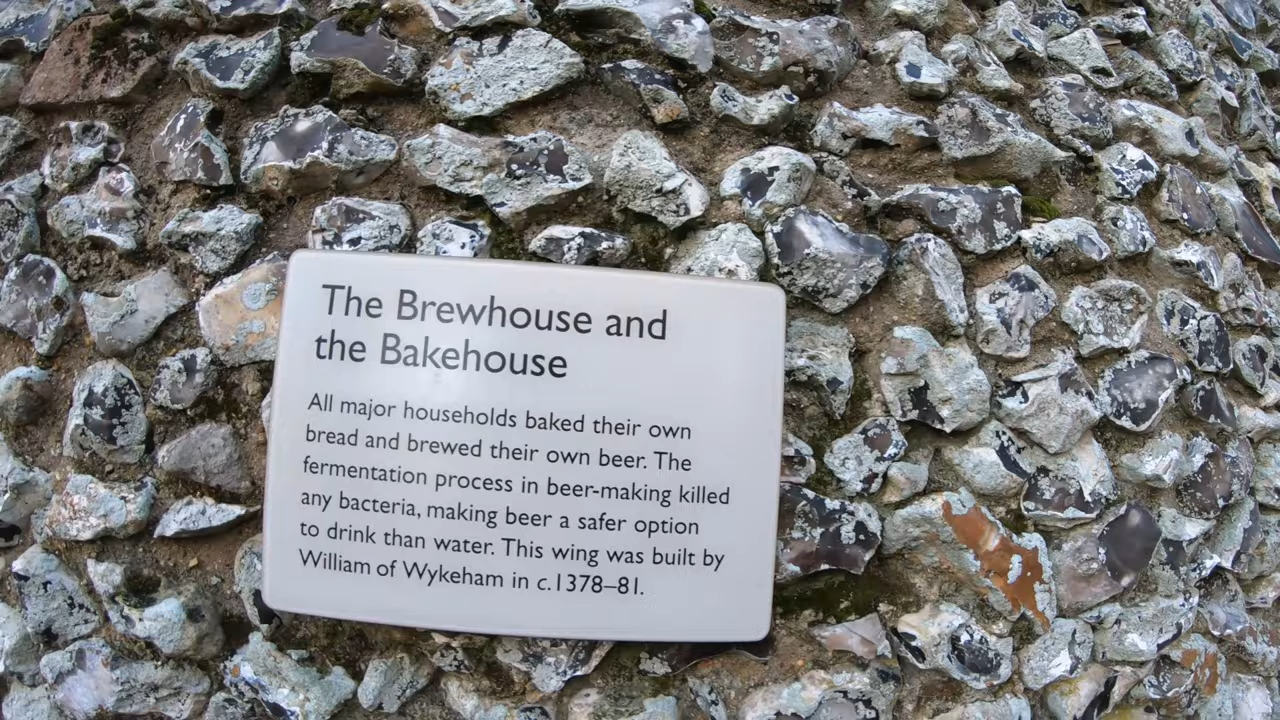 The Brewhouse and
the Bakehouse
All major households baked their own
bread and brewed their own beer. The
fermentation process in beer-making killed
any bacteria, making beer a safer option
to drink than water. This wing was built by
William of Wykeham in c.1378–81.